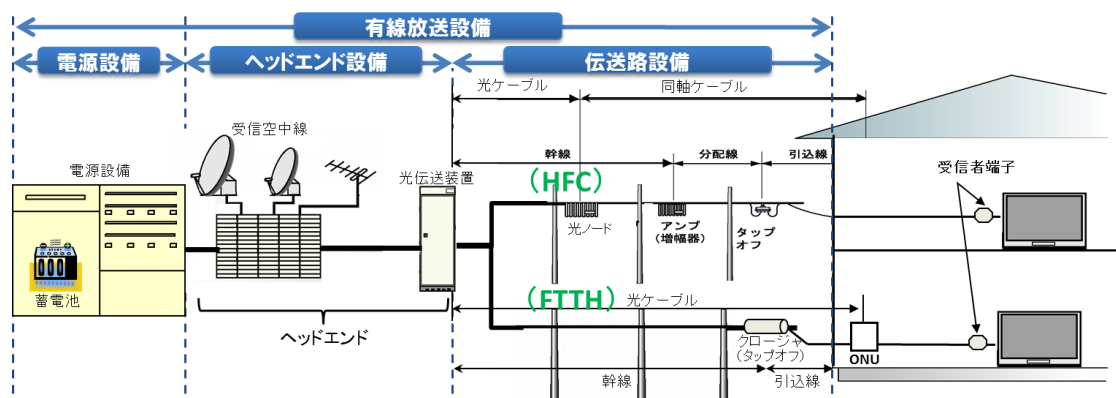 有線放送設備
電源設備
ヘッドエンド設備
伝送路設備
光ケーブル
同軸ケーブル
受信空中線
幹線
分配線
引込線
電源設備
光伝送装置
(HFC)
受信者端子
光ノード
アンプ
(増幅器)
タップ
オフ
蓄電池
ヘッドエンド
(FTTH)
光ケーブル
クロージャ
(タップオフ)
ONU
幹線
引込線